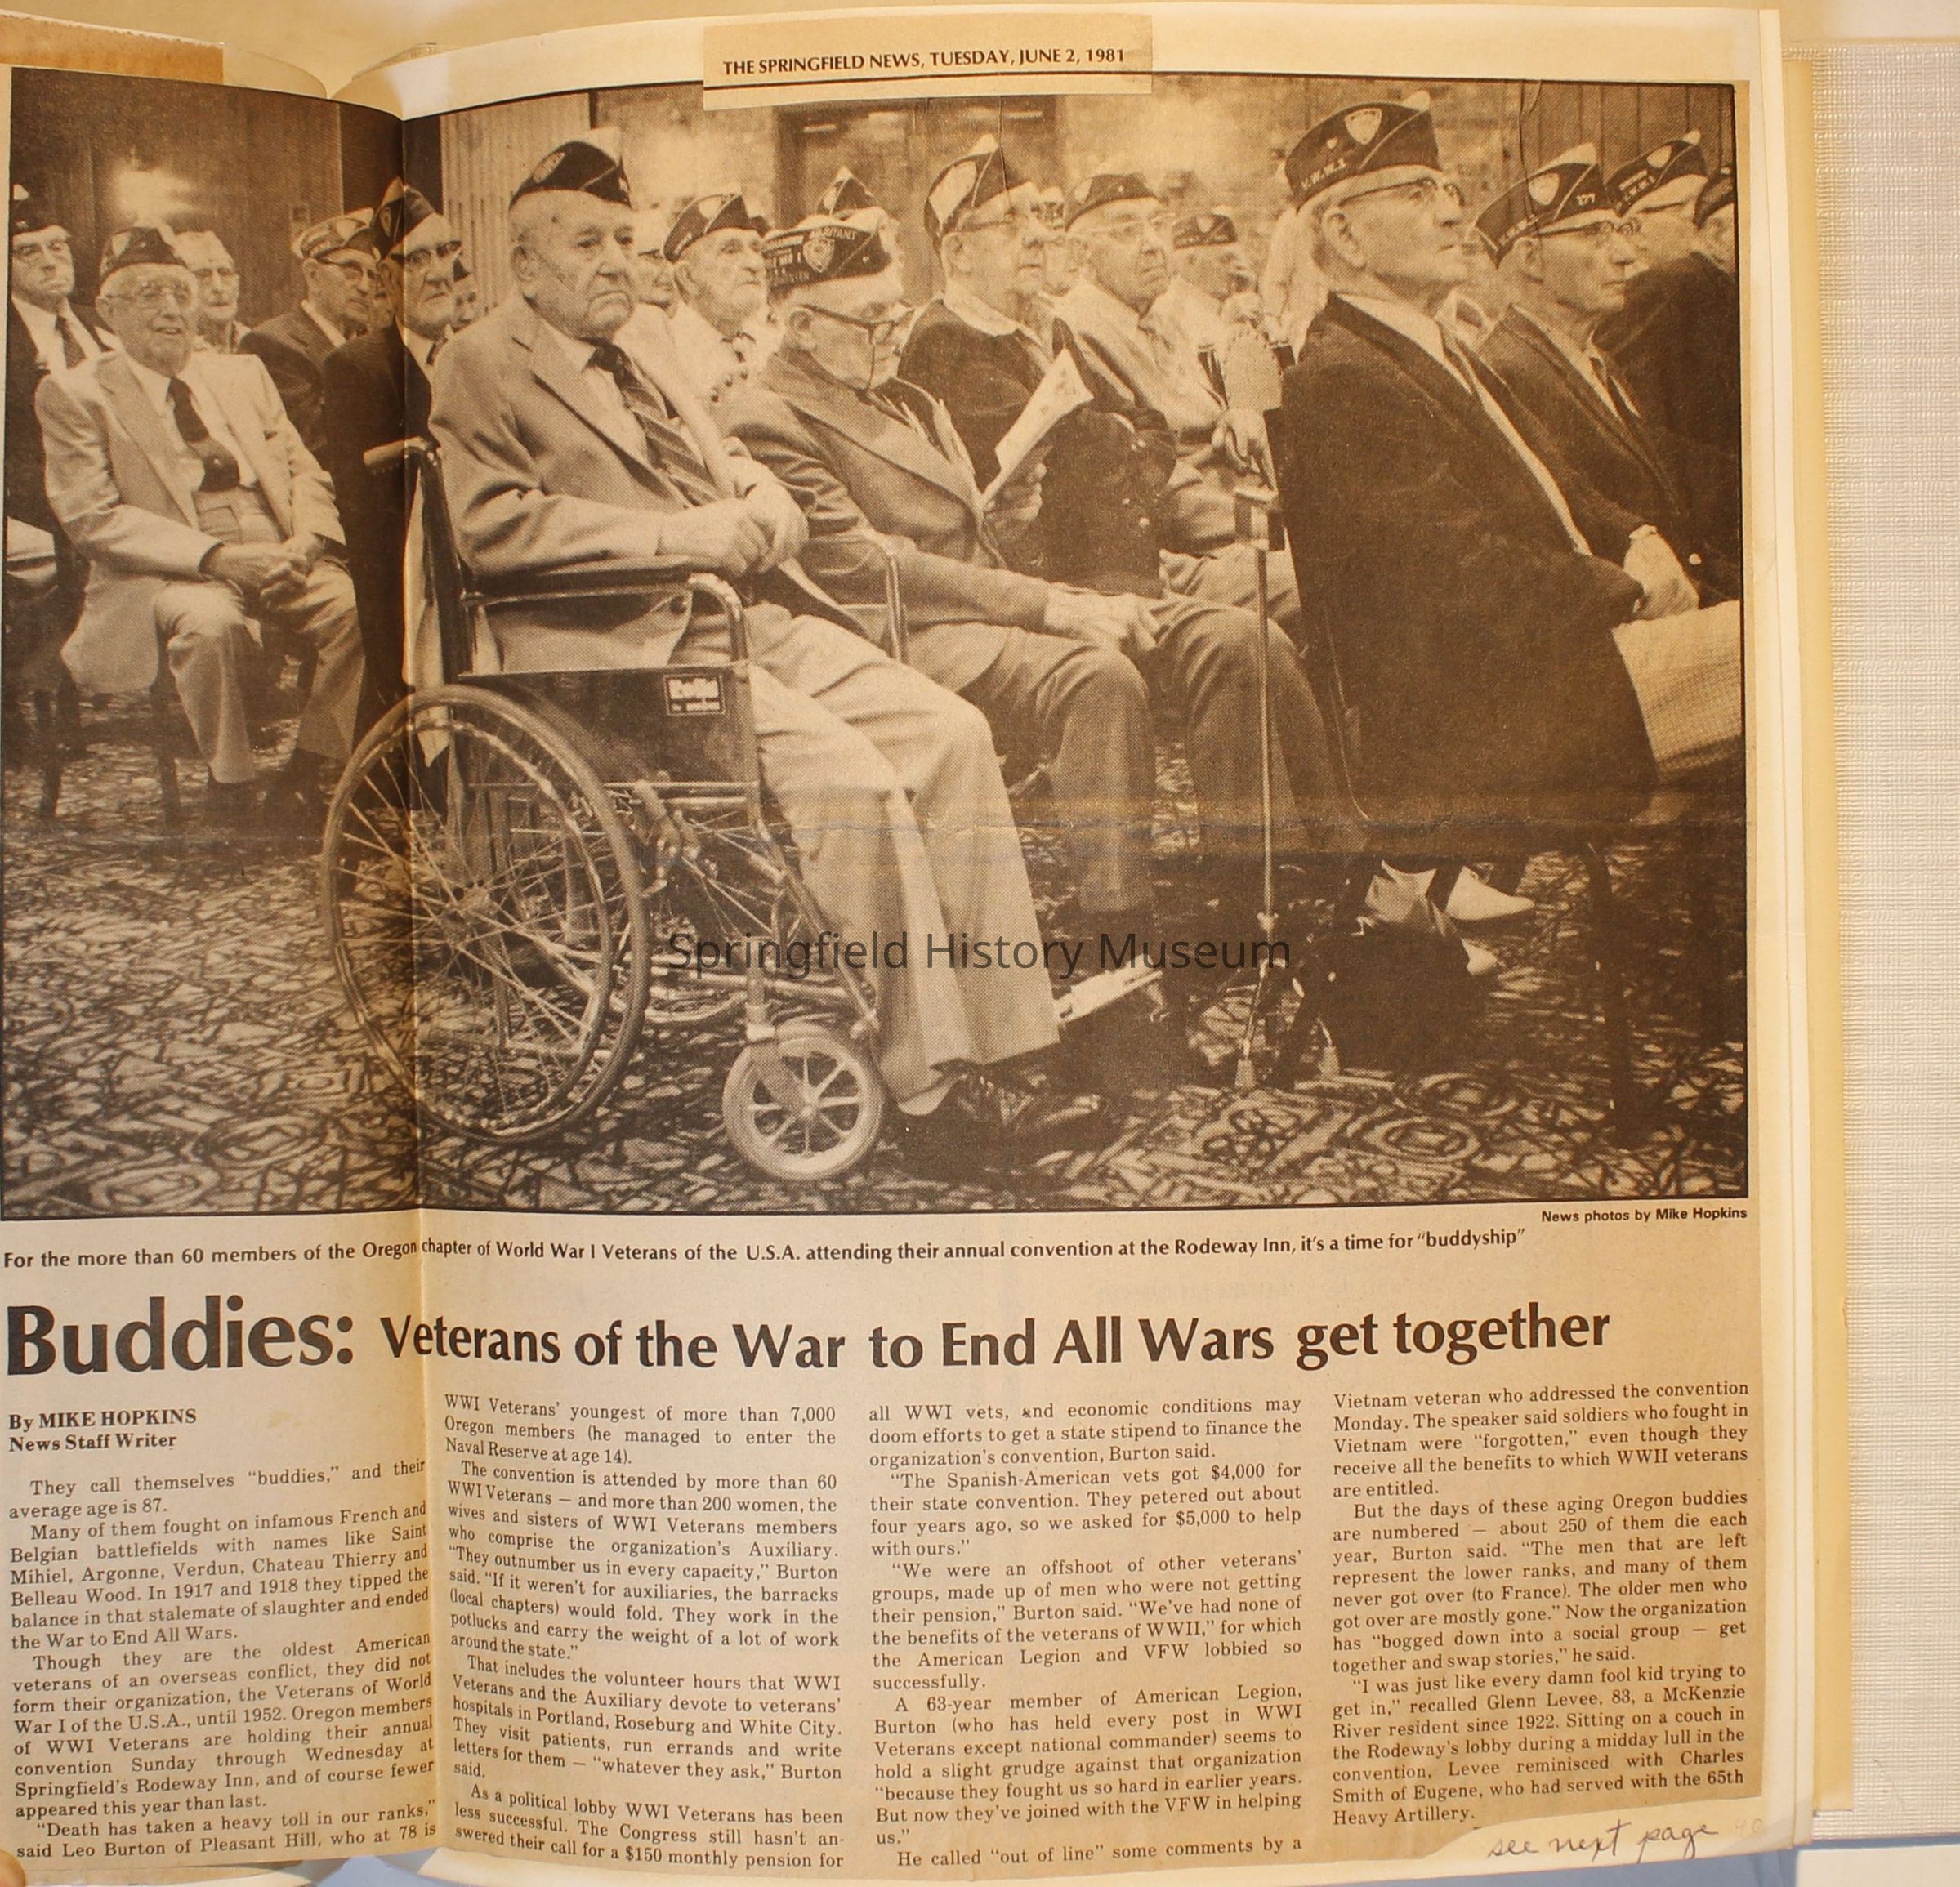 THE SPRINGFIELD NEWS, TUESDAY, JUNE 2, 1981
V.W.W.I.
177
Springfield History Museum
News photos by Mike Hopkins
For the more than 60 members of the Oregon chapter of World War I Veterans of the U.S.A. attending their annual convention at the Rodeway Inn, it's a time for "buddyship"
Buddies: Veterans of the War to End All Wars get together
By MIKE HOPKINS
News Staff Writer
They call themselves "buddies," and their
average age is 87.
Many of them fought on infamous French and
Belgian battlefields with names like Saint
Mihiel, Argonne, Verdun, Chateau Thierry and
Belleau Wood. In 1917 and 1918 they tipped the
balance in that stalemate of slaughter and ended
the War to End All Wars.
Though they are the oldest American
veterans of an overseas conflict, they did not
form their organization, the Veterans of World
War I of the U.S.A., until 1952. Oregon members
of WWI Veterans are holding their annual
convention Sunday through Wednesday at
Springfield's Rodeway Inn, and of course fewer
appeared this year than last.
"Death has taken a heavy toll in our ranks,"
said Leo Burton of Pleasant Hill, who at 78 is
WWI Veterans' youngest of more than 7,000
Oregon members (he managed to enter the
Naval Reserve at age 14).
The convention is attended by more than 60
WWI Veterans — and more than 200 women, the
wives and sisters of WWI Veterans members
who comprise the organization's Auxiliary.
"They outnumber us in every capacity," Burton
said. "If it weren't for auxiliaries, the barracks
(local chapters) would fold. They work in the
potlucks and carry the weight of a lot of work
around the state."
That includes the volunteer hours that WWI
Veterans and the Auxiliary devote to veterans'
hospitals in Portland, Roseburg and White City.
They visit patients, run errands and write
letters for them — "whatever they ask," Burton
said.
As a political lobby WWI Veterans has been
less successful. The Congress still hasn't an-
swered their call for a $150 monthly pension for
all WWI vets, and economic conditions may
doom efforts to get a state stipend to finance the
organization's convention, Burton said.
"The Spanish-American vets got $4,000 for
their state convention. They petered out about
four years ago, so we asked for $5,000 to help
with ours."
"We were an offshoot of other veterans'
groups, made up of men who were not getting
their pension," Burton said. "We've had none of
the benefits of the veterans of WWII," for which
the American Legion and VFW lobbied so
successfully.
A 63-year member of American Legion,
Burton (who has held every post in WWI
Veterans except national commander) seems to
hold a slight grudge against that organization
"because they fought us so hard in earlier years.
But now they've joined with the VFW in helping
us."
He called "out of line" some comments by a
Vietnam veteran who addressed the convention
Monday. The speaker said soldiers who fought in
Vietnam were "forgotten," even though they
receive all the benefits to which WWII veterans
are entitled.
But the days of these aging Oregon buddies
are numbered — about 250 of them die each
year, Burton said. "The men that are left
represent the lower ranks, and many of them
never got over (to France). The older men who
got over are mostly gone." Now the organization
has "bogged down into a social group — get
together and swap stories," he said.
"I was just like every damn fool kid trying to
get in," recalled Glenn Levee, 83, a McKenzie
River resident since 1922. Sitting on a couch in
the Rodeway's lobby during a midday lull in the
convention, Levee reminisced with Charles
Smith of Eugene, who had served with the 65th
Heavy Artillery.
see next page